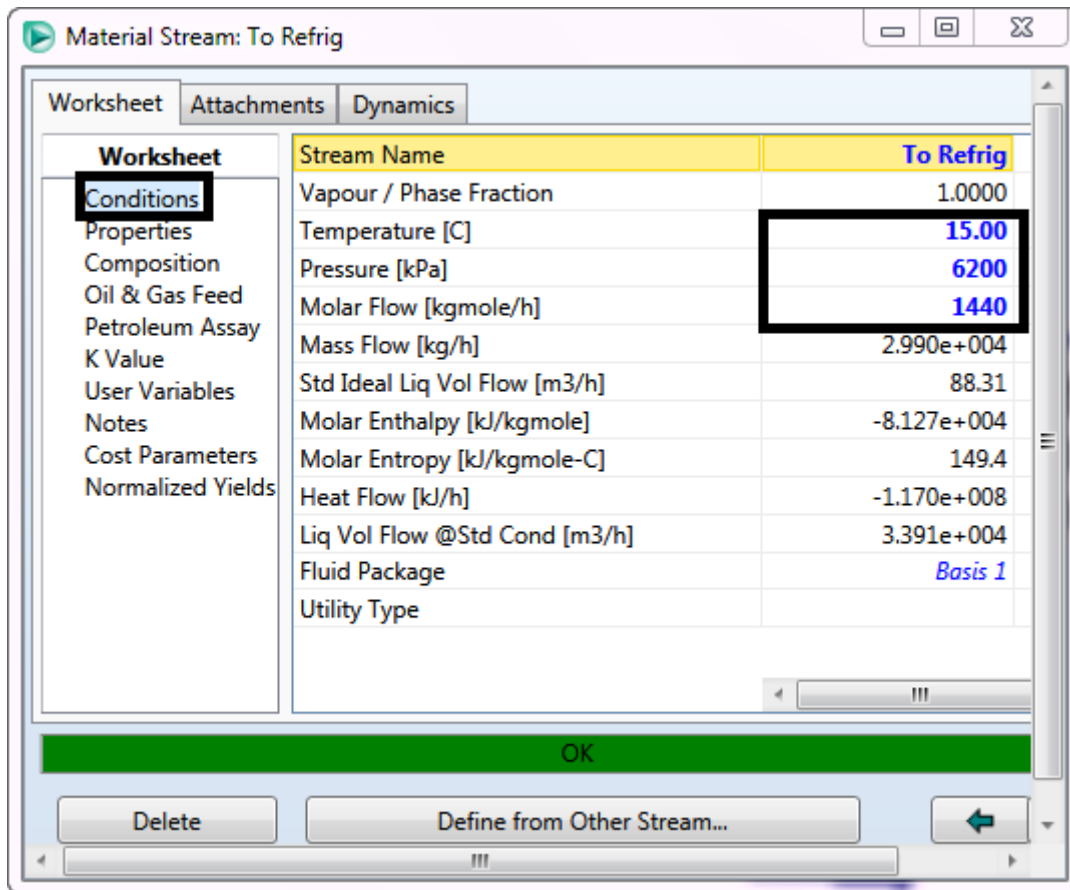 Material Stream: To Refrig
Worksheet Attachments Dynamics
Worksheet
Conditions
Properties
Composition
Oil & Gas Feed
Petroleum Assay
K Value
User Variables
Notes
Cost Parameters
Normalized Yields
Stream Name To Refrig
Vapour / Phase Fraction 1.0000
Temperature [C] 15.00
Pressure [kPa] 6200
Molar Flow [kgmole/h] 1440
Mass Flow [kg/h] 2.990e+004
Std Ideal Liq Vol Flow [m3/h] 88.31
Molar Enthalpy [kJ/kgmole] -8.127e+004
Molar Entropy [kJ/kgmole-C] 149.4
Heat Flow [kJ/h] -1.170e+008
Liq Vol Flow @Std Cond [m3/h] 3.391e+004
Fluid Package Basis 1
Utility Type
OK
Delete Define from Other Stream...